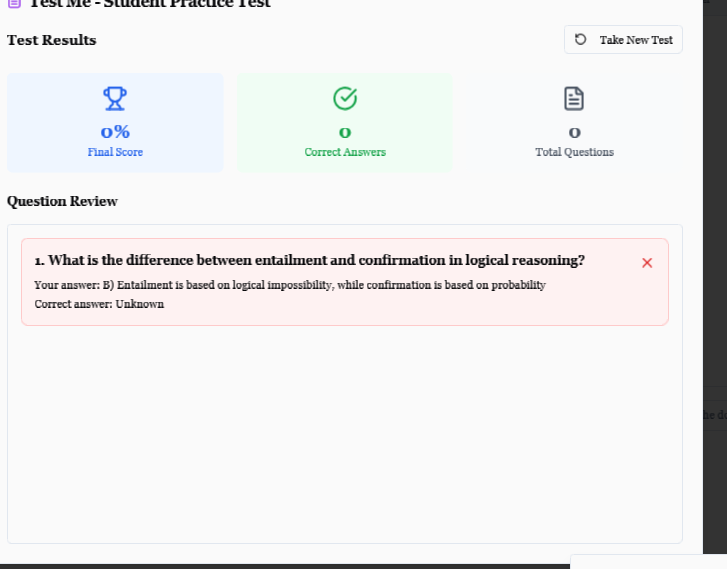 Test Me - Student Practice Test
Test Results
Take New Test
0%
Final Score
0
Correct Answers
0
Total Questions
Question Review
1. What is the difference between entailment and confirmation in logical reasoning?
Your answer: B) Entailment is based on logical impossibility, while confirmation is based on probability
Correct answer: Unknown